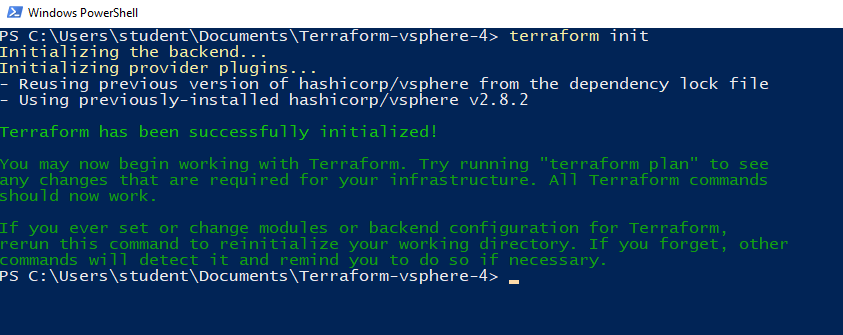 Windows PowerShell
PS C:\Users\student\Documents\Terraform-vsphere-4> terraform init
Initializing the backend...
Initializing provider plugins...
- Reusing previous version of hashicorp/vsphere from the dependency lock file
- Using previously-installed hashicorp/vsphere v2.8.2
Terraform has been successfully initialized!
You may now begin working with Terraform. Try running "terraform plan" to see
any changes that are required for your infrastructure. All Terraform commands
should now work.
If you ever set or change modules or backend configuration for Terraform,
rerun this command to reinitialize your working directory. If you forget, other
commands will detect it and remind you to do so if necessary.
PS C:\Users\student\Documents\Terraform-vsphere-4>